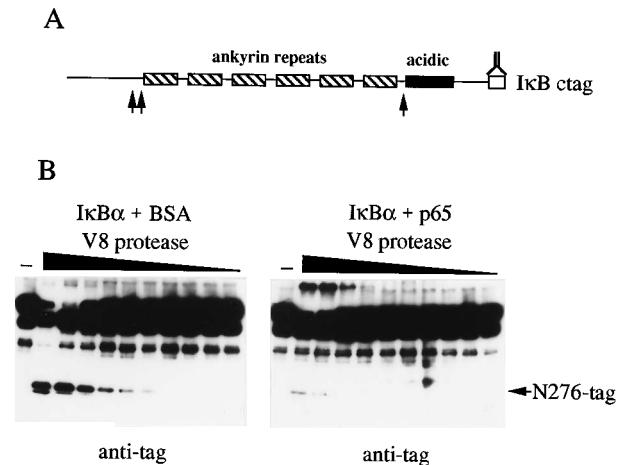 A
ankyrin repeats
acidic
IκB ctag
B
IκBα + BSA
V8 protease
–
IκBα + p65
V8 protease
–
N276-tag
anti-tag
anti-tag